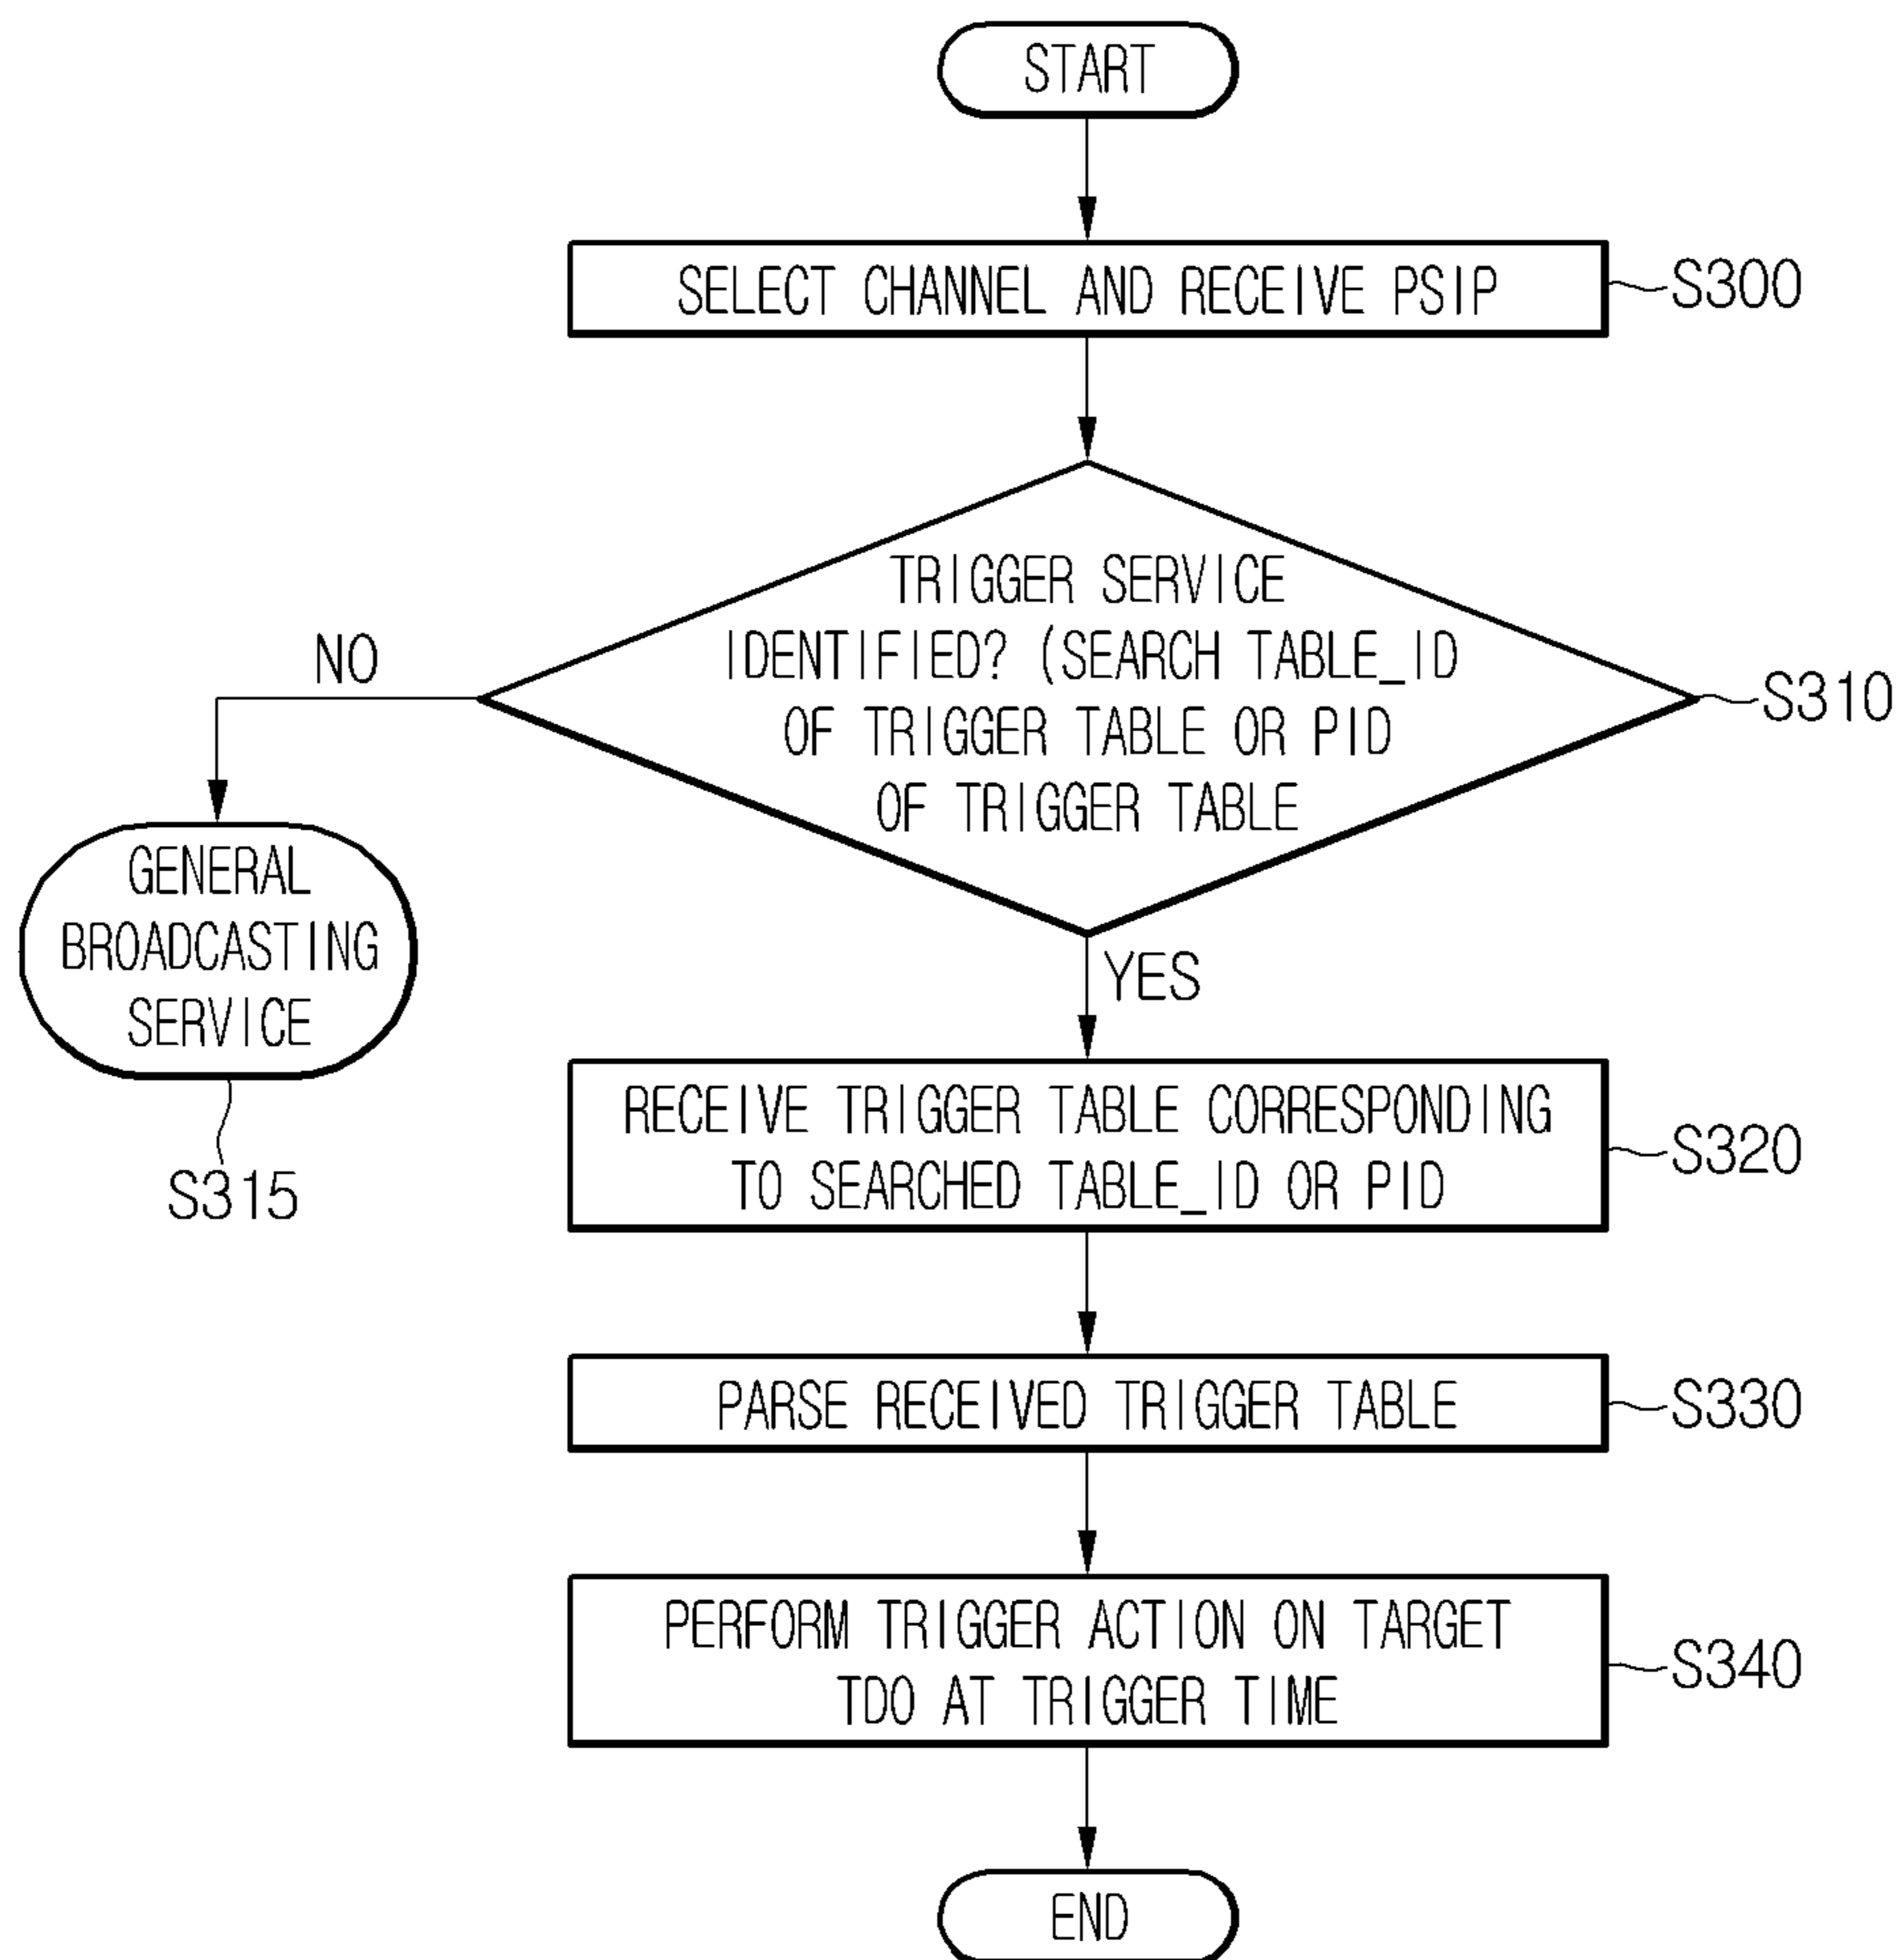 START
SELECT CHANNEL AND RECEIVE PSIP
S300
TRIGGER SERVICE
IDENTIFIED? (SEARCH TABLE_ID
OF TRIGGER TABLE OR PID
OF TRIGGER TABLE
S310
NO
GENERAL
BROADCASTING
SERVICE
S315
YES
RECEIVE TRIGGER TABLE CORRESPONDING
TO SEARCHED TABLE_ID OR PID
S320
PARSE RECEIVED TRIGGER TABLE
S330
PERFORM TRIGGER ACTION ON TARGET
TDO AT TRIGGER TIME
S340
END